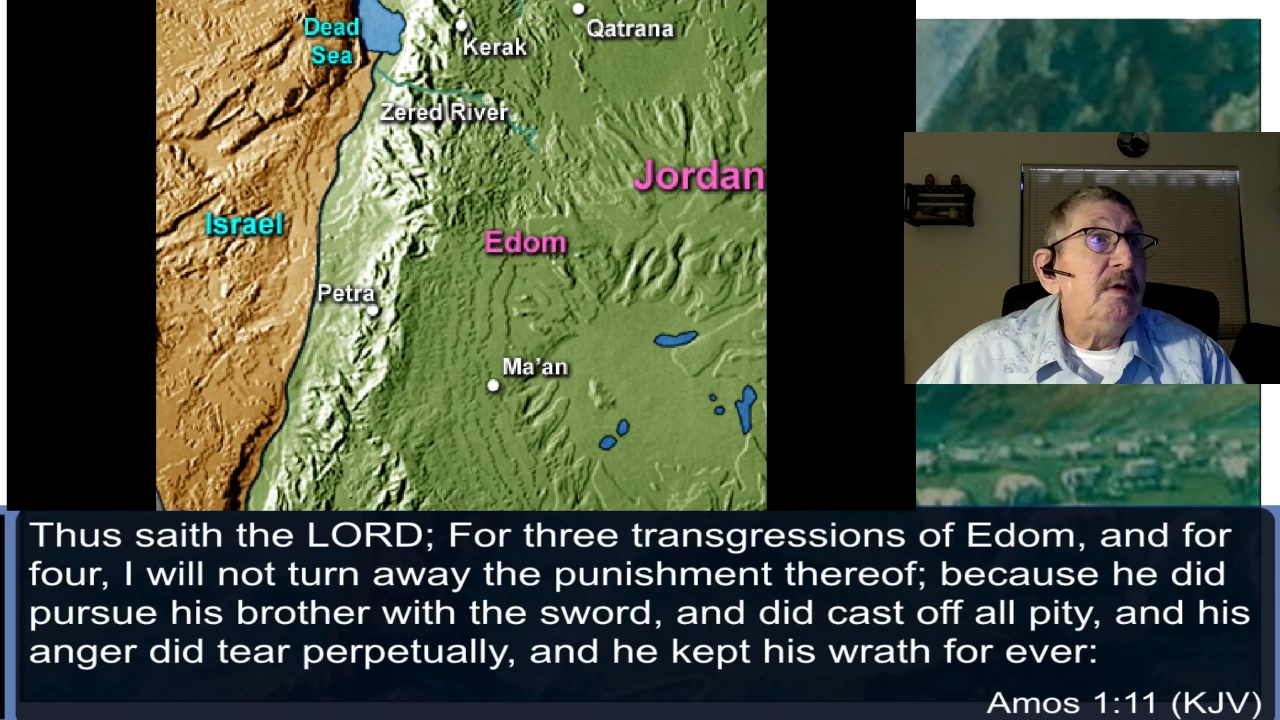 Dead
Sea
Kerak
Qatrana
Zered River
Jordan
Israel
Edom
Petra
Ma'an
Thus saith the LORD; For three transgressions of Edom, and for
four, I will not turn away the punishment thereof; because he did
pursue his brother with the sword, and did cast off all pity, and his
anger did tear perpetually, and he kept his wrath for ever:
Amos 1:11 (KJV)